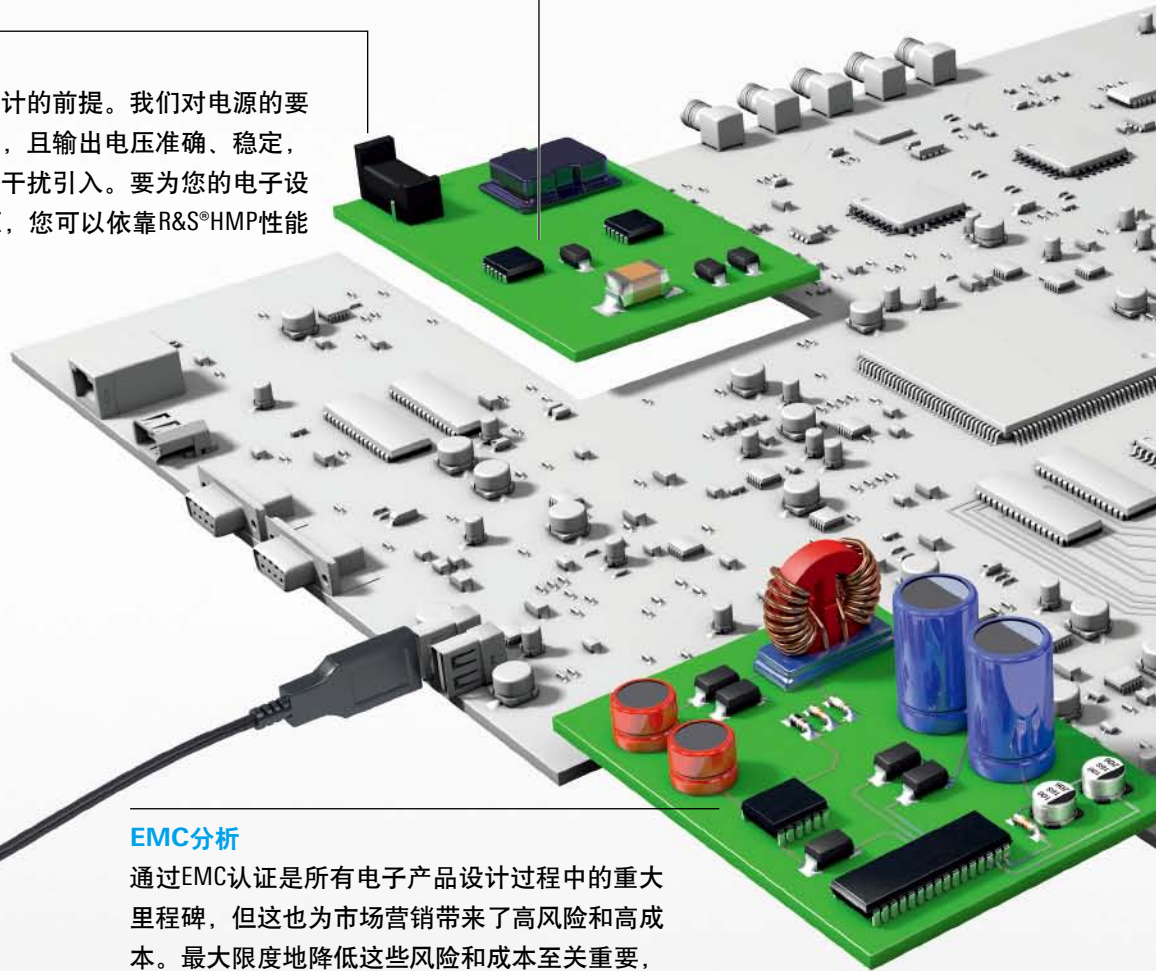 计的前提。我们对电源的要
，且输出电压准确、稳定，
干扰引入。要为您的电子设
，您可以依靠R&S®HMP性能
EMC分析
通过EMC认证是所有电子产品设计过程中的重大
里程碑，但这也为市场营销带来了高风险和高成
本。最大限度地降低这些风险和成本至关重要，